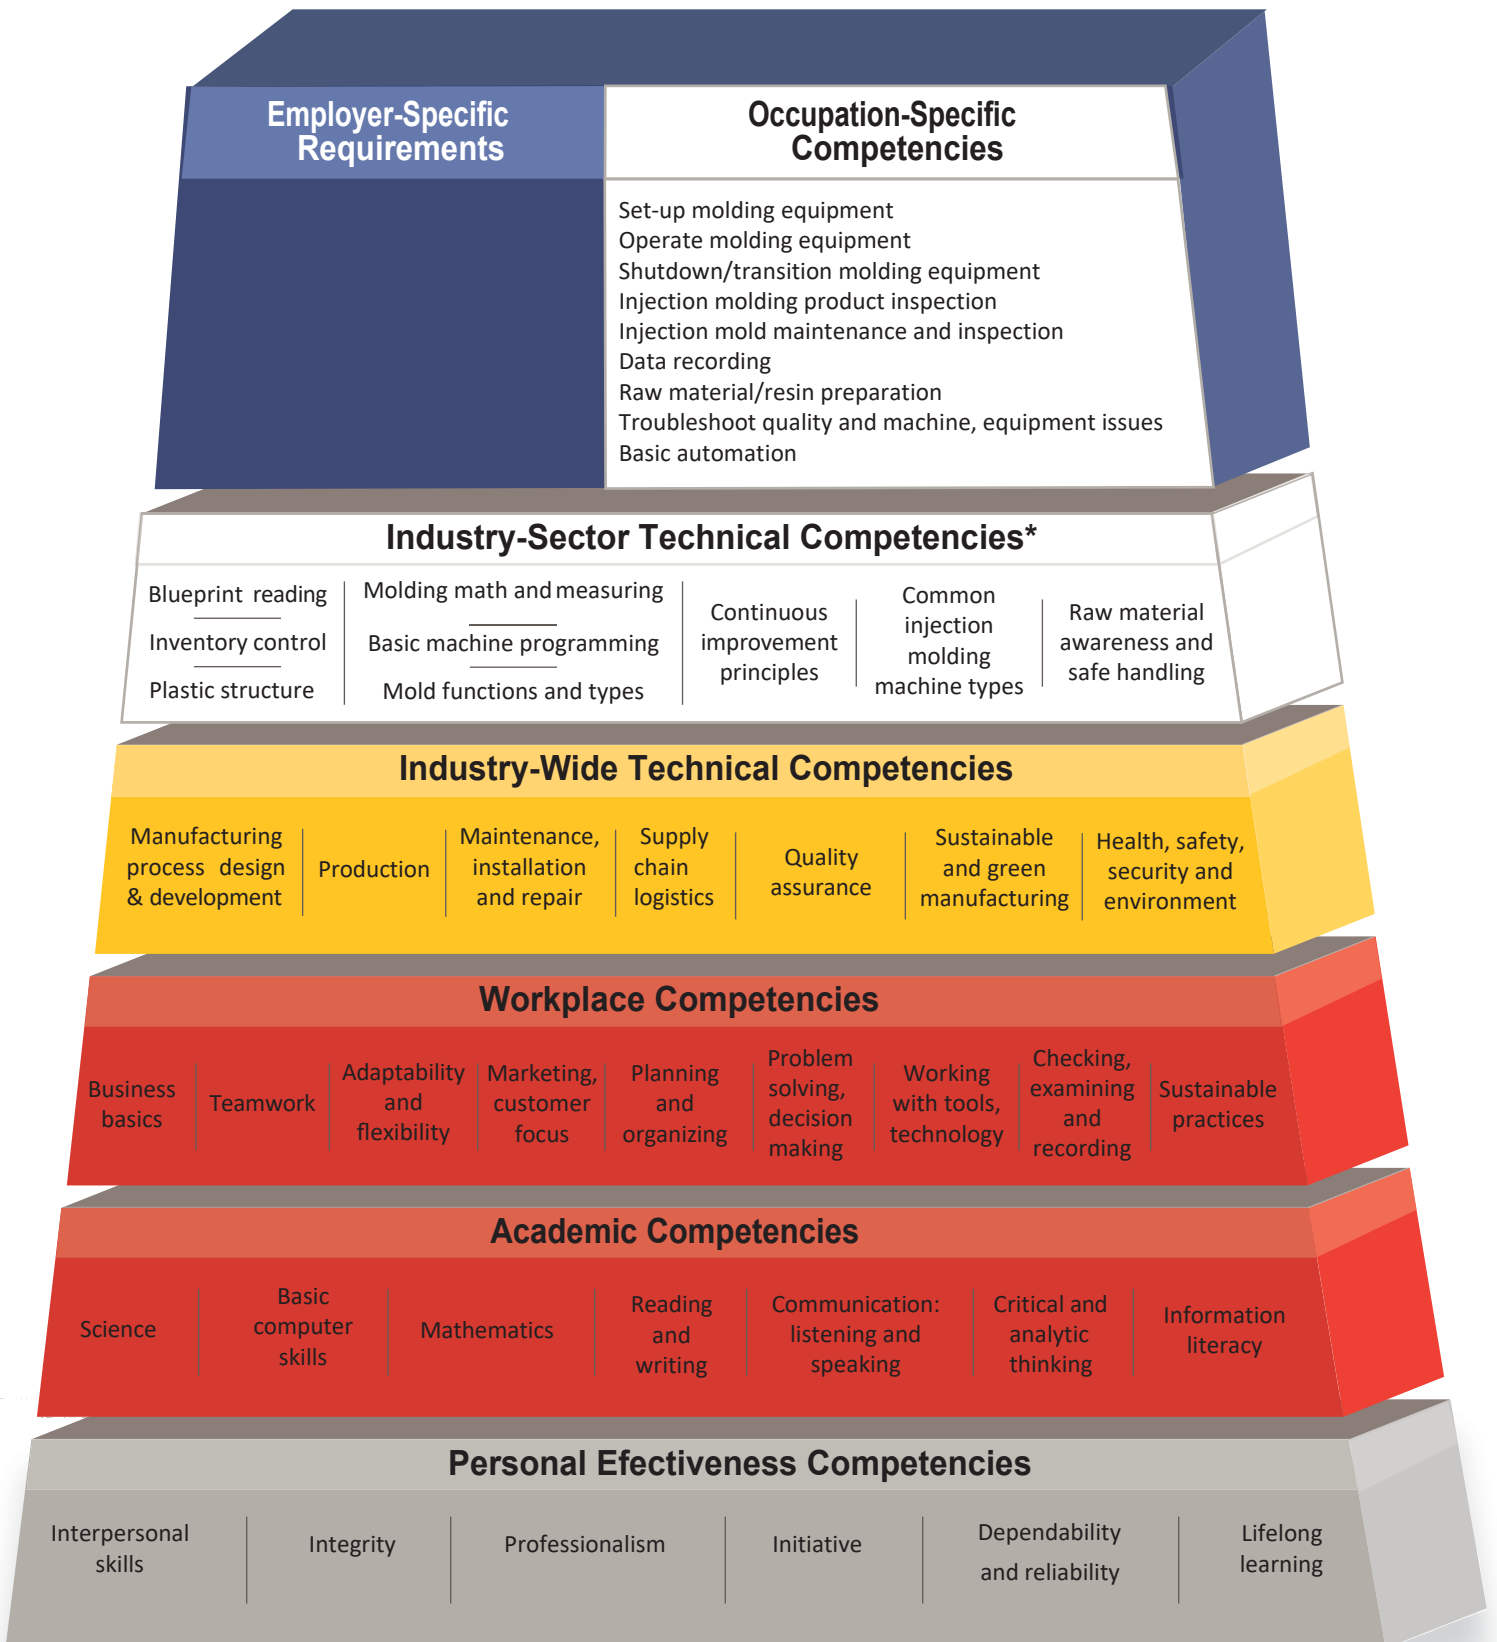 Employer-Specific
Requirements
Occupation-Specific
Competencies
Set-up molding equipment
Operate molding equipment
Shutdown/transition molding equipment
Injection molding product inspection
Injection mold maintenance and inspection
Data recording
Raw material/resin preparation
Troubleshoot quality and machine, equipment issues
Basic automation
Industry-Sector Technical Competencies*
Blueprint reading
Inventory control
Plastic structure
Molding math and measuring
Basic machine programming
Mold functions and types
Continuous
improvement
principles
Common
injection
molding
machine types
Raw material
awareness and
safe handling
Industry-Wide Technical Competencies
Manufacturing
process design
& development
Production
Maintenance,
installation
and repair
Supply
chain
logistics
Quality
assurance
Sustainable
and green
manufacturing
Health, safety,
security and
environment
Workplace Competencies
Business
basics
Teamwork
Adaptability
and
flexibility
Marketing,
customer
focus
Planning
and
organizing
Problem
solving,
decision
making
Working
with tools,
technology
Checking,
examining
and
recording
Sustainable
practices
Academic Competencies
Science
Basic
computer
skills
Mathematics
Reading
and
writing
Communication:
listening and
speaking
Critical and
analytic
thinking
Information
literacy
Personal Efectiveness Competencies
Interpersonal
skills
Integrity
Professionalism
Initiative
Dependability
and reliability
Lifelong
learning